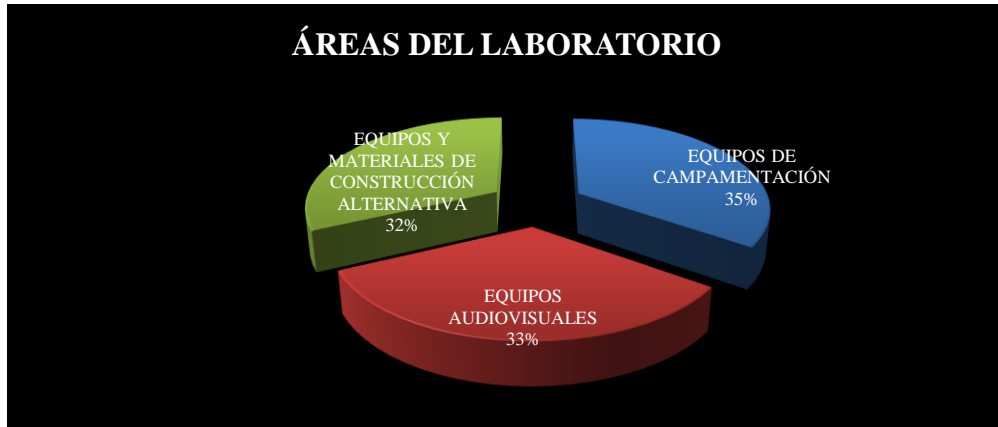 ÁREAS DEL LABORATORIO
EQUIPOS Y
MATERIALES DE
CONSTRUCCIÓN
ALTERNATIVA
32%
EQUIPOS DE
CAMPAMENTACIÓN
35%
EQUIPOS
AUDIOVISUALES
33%